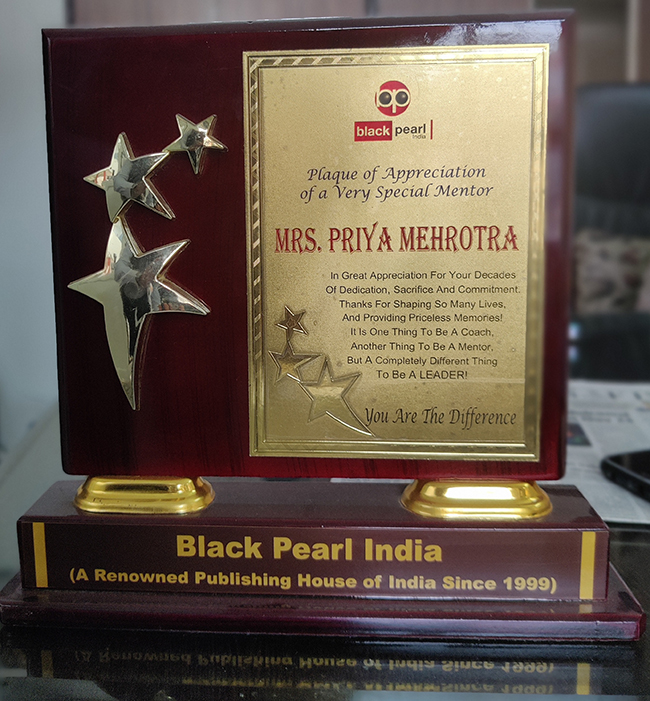 bp
black pearl
India
Plaque of Appreciation
of a Very Special Mentor
MRS. PRIYA MEHROTRA
In Great Appreciation For Your Decades
Of Dedication, Sacrifice And Commitment.
Thanks For Shaping So Many Lives,
And Providing Priceless Memories!
It Is One Thing To Be A Coach,
Another Thing To Be A Mentor,
But A Completely Different Thing
To Be A LEADER!
You Are The Difference
Black Pearl India
(A Renowned Publishing House of India Since 1999)